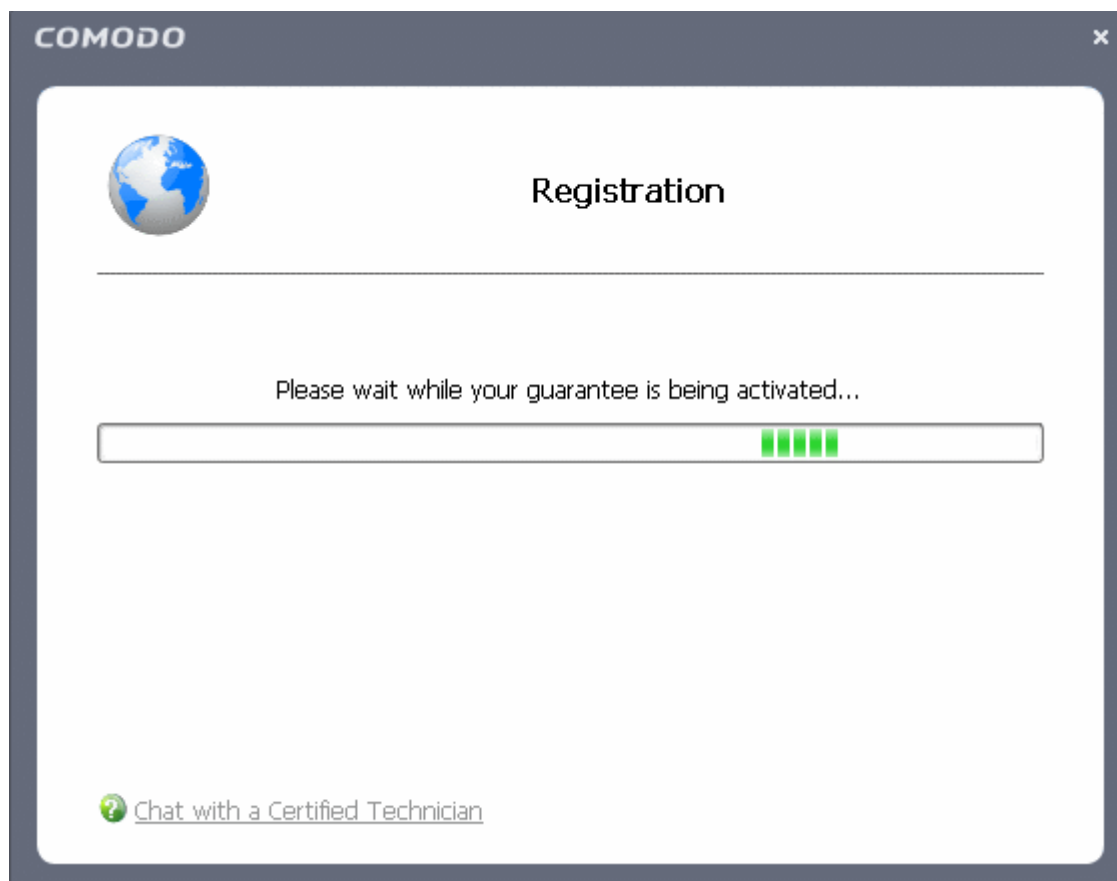 COMODO
Registration
Please wait while your guarantee is being activated...
Chat with a Certified Technician